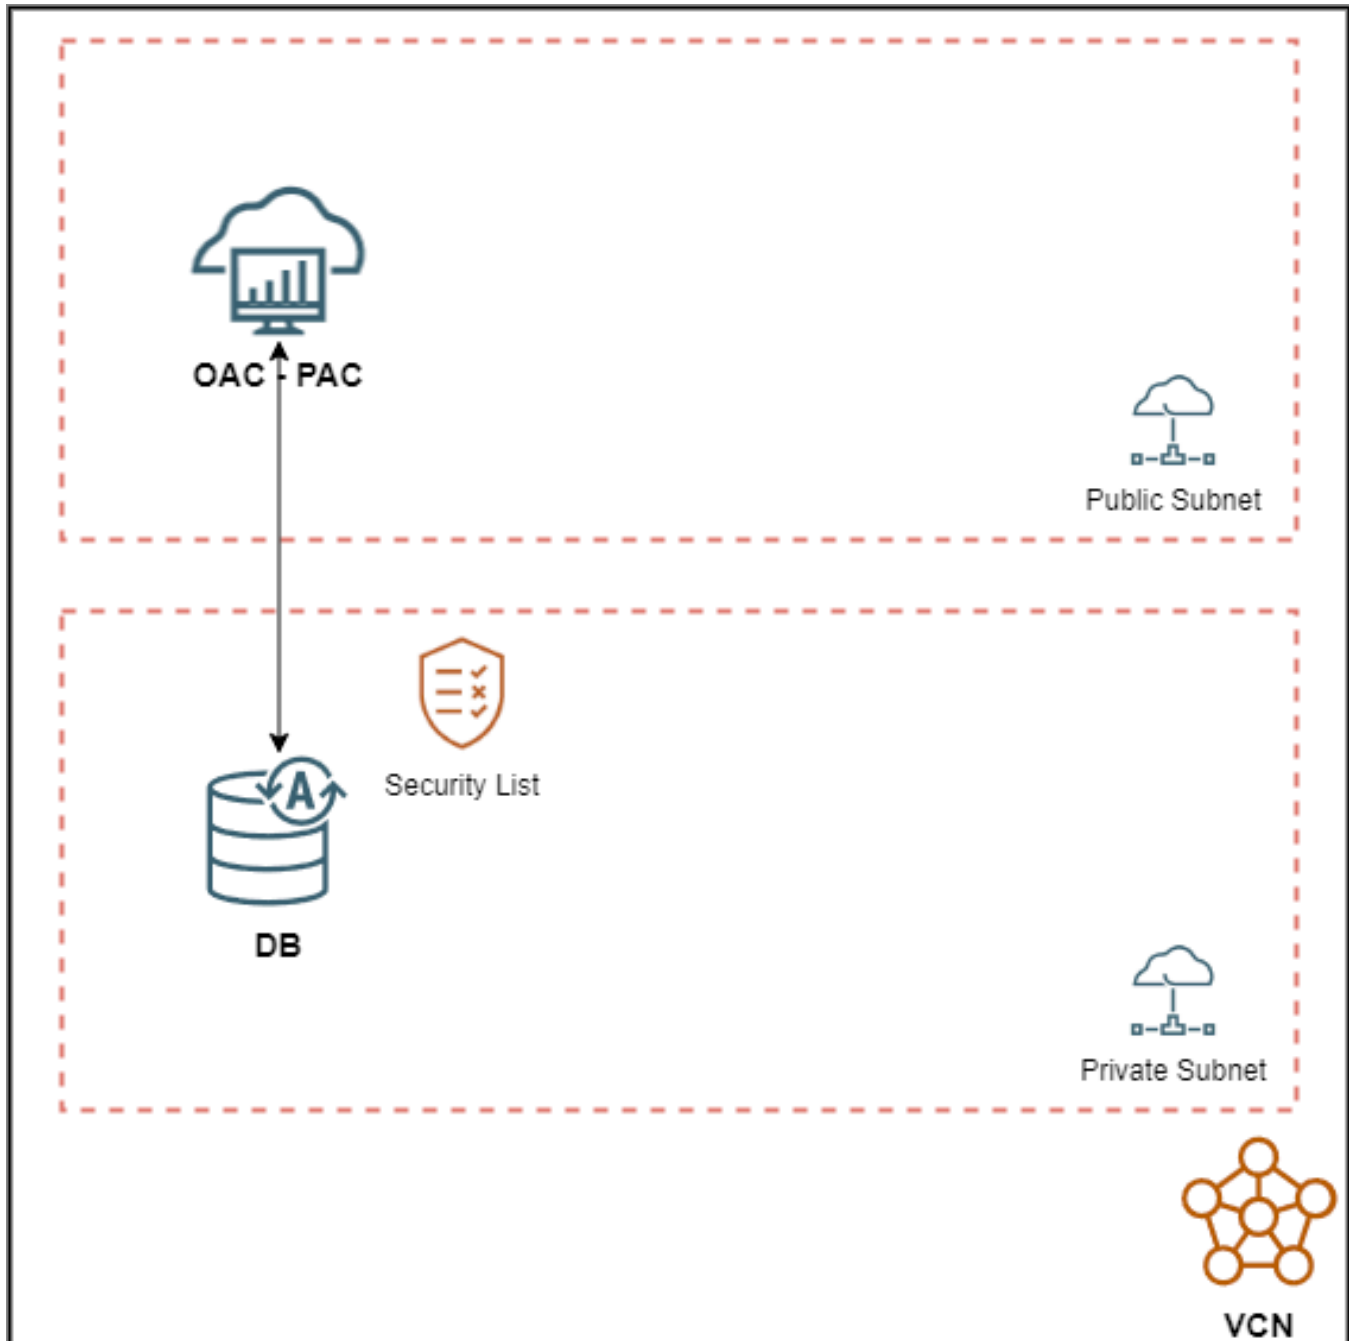 OAC - PAC
Public Subnet
Security List
A
DB
Private Subnet
VCN